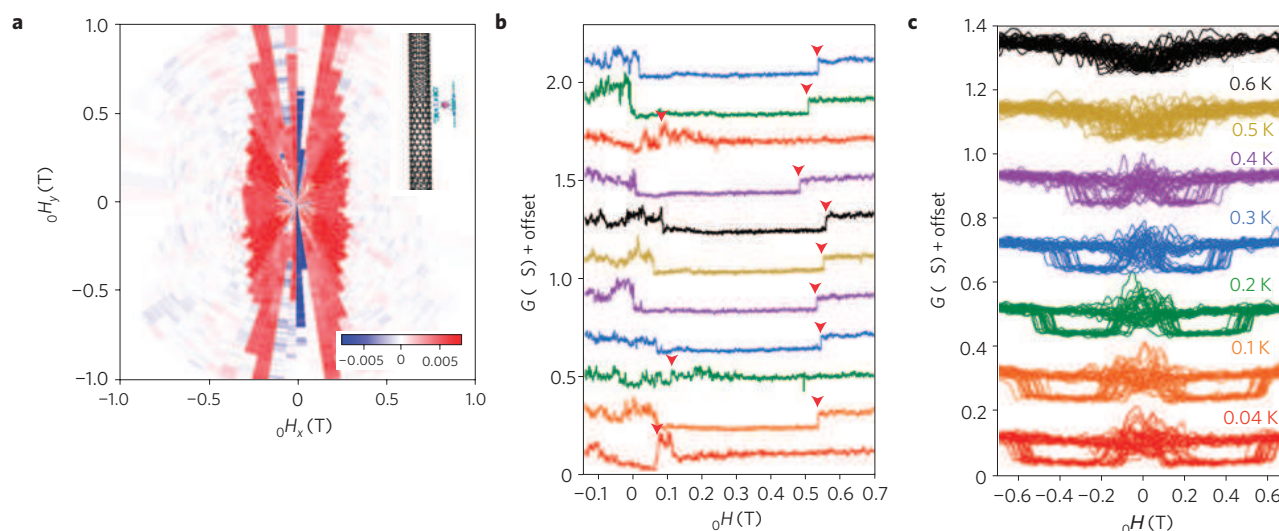 a
1.0
0.5
0
−0.5
−1.0
₀Hy (T)
−0.005 0 0.005
−1.0 −0.5 0 0.5 1.0
₀Hx (T)
b
2.0
1.5
1.0
0.5
0
G ( S) + offset
−0.1 0 0.1 0.2 0.3 0.4 0.5 0.6 0.7
₀H (T)
c
1.4
1.2
1.0
0.8
0.6
0.4
0.2
0
G ( S) + offset
0.6 K
0.5 K
0.4 K
0.3 K
0.2 K
0.1 K
0.04 K
−0.6 −0.4 −0.2 0 0.2 0.4 0.6
₀H (T)